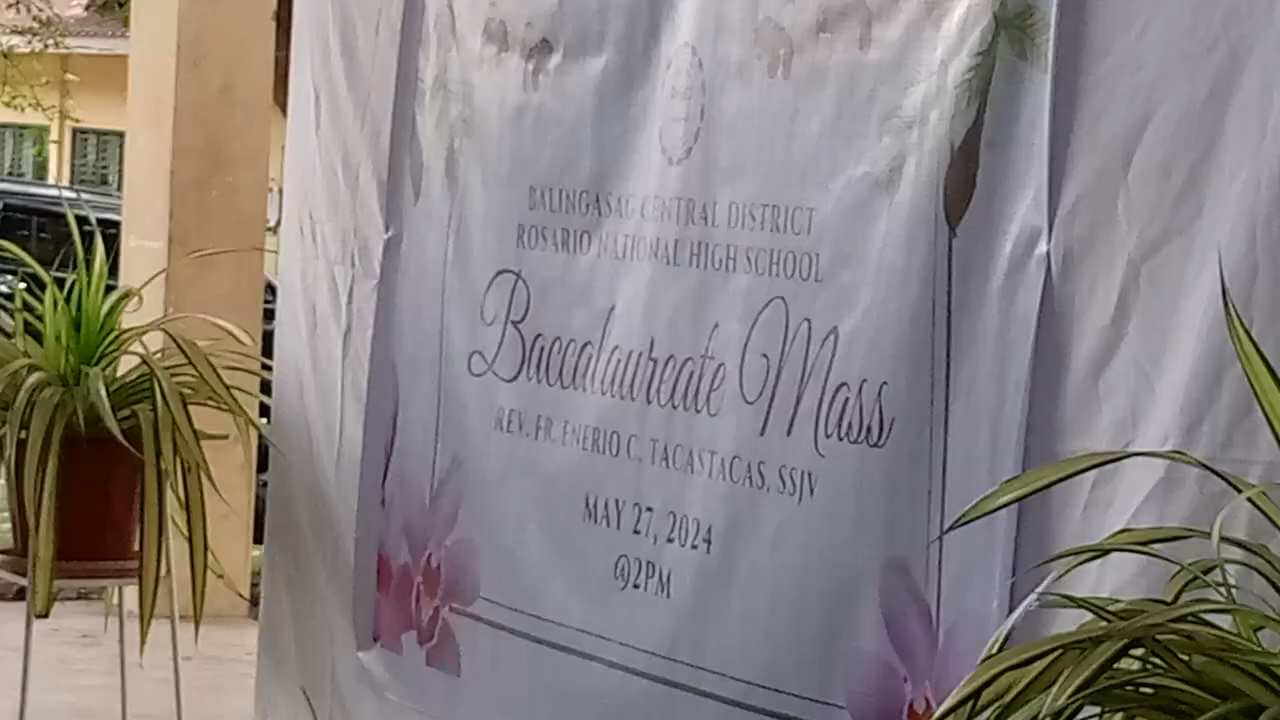 BALINGASAG CENTRAL DISTRICT
ROSARIO NATIONAL HIGH SCHOOL
Baccalaureate Mass
REV. FR. ENERIO C. TACASTACAS, SSJV
MAY 27, 2024
@2PM